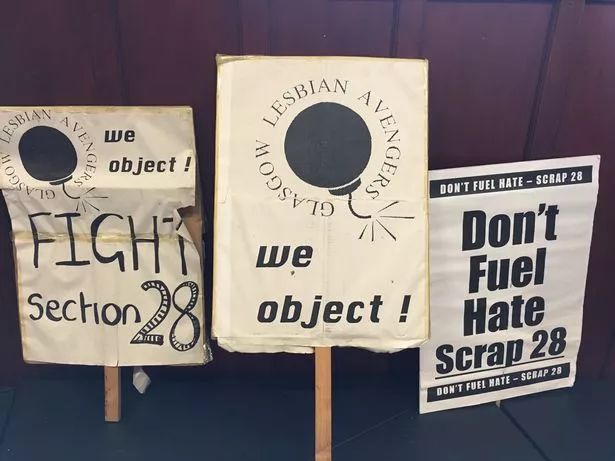 GLASGOW LESBIAN AVENGERS
we
object!
FIGHT
Section 28
GLASGOW LESBIAN AVENGERS
we
object!
DON'T FUEL HATE – SCRAP 28
Don't
Fuel
Hate
Scrap 28
DON'T FUEL HATE – SCRAP 28